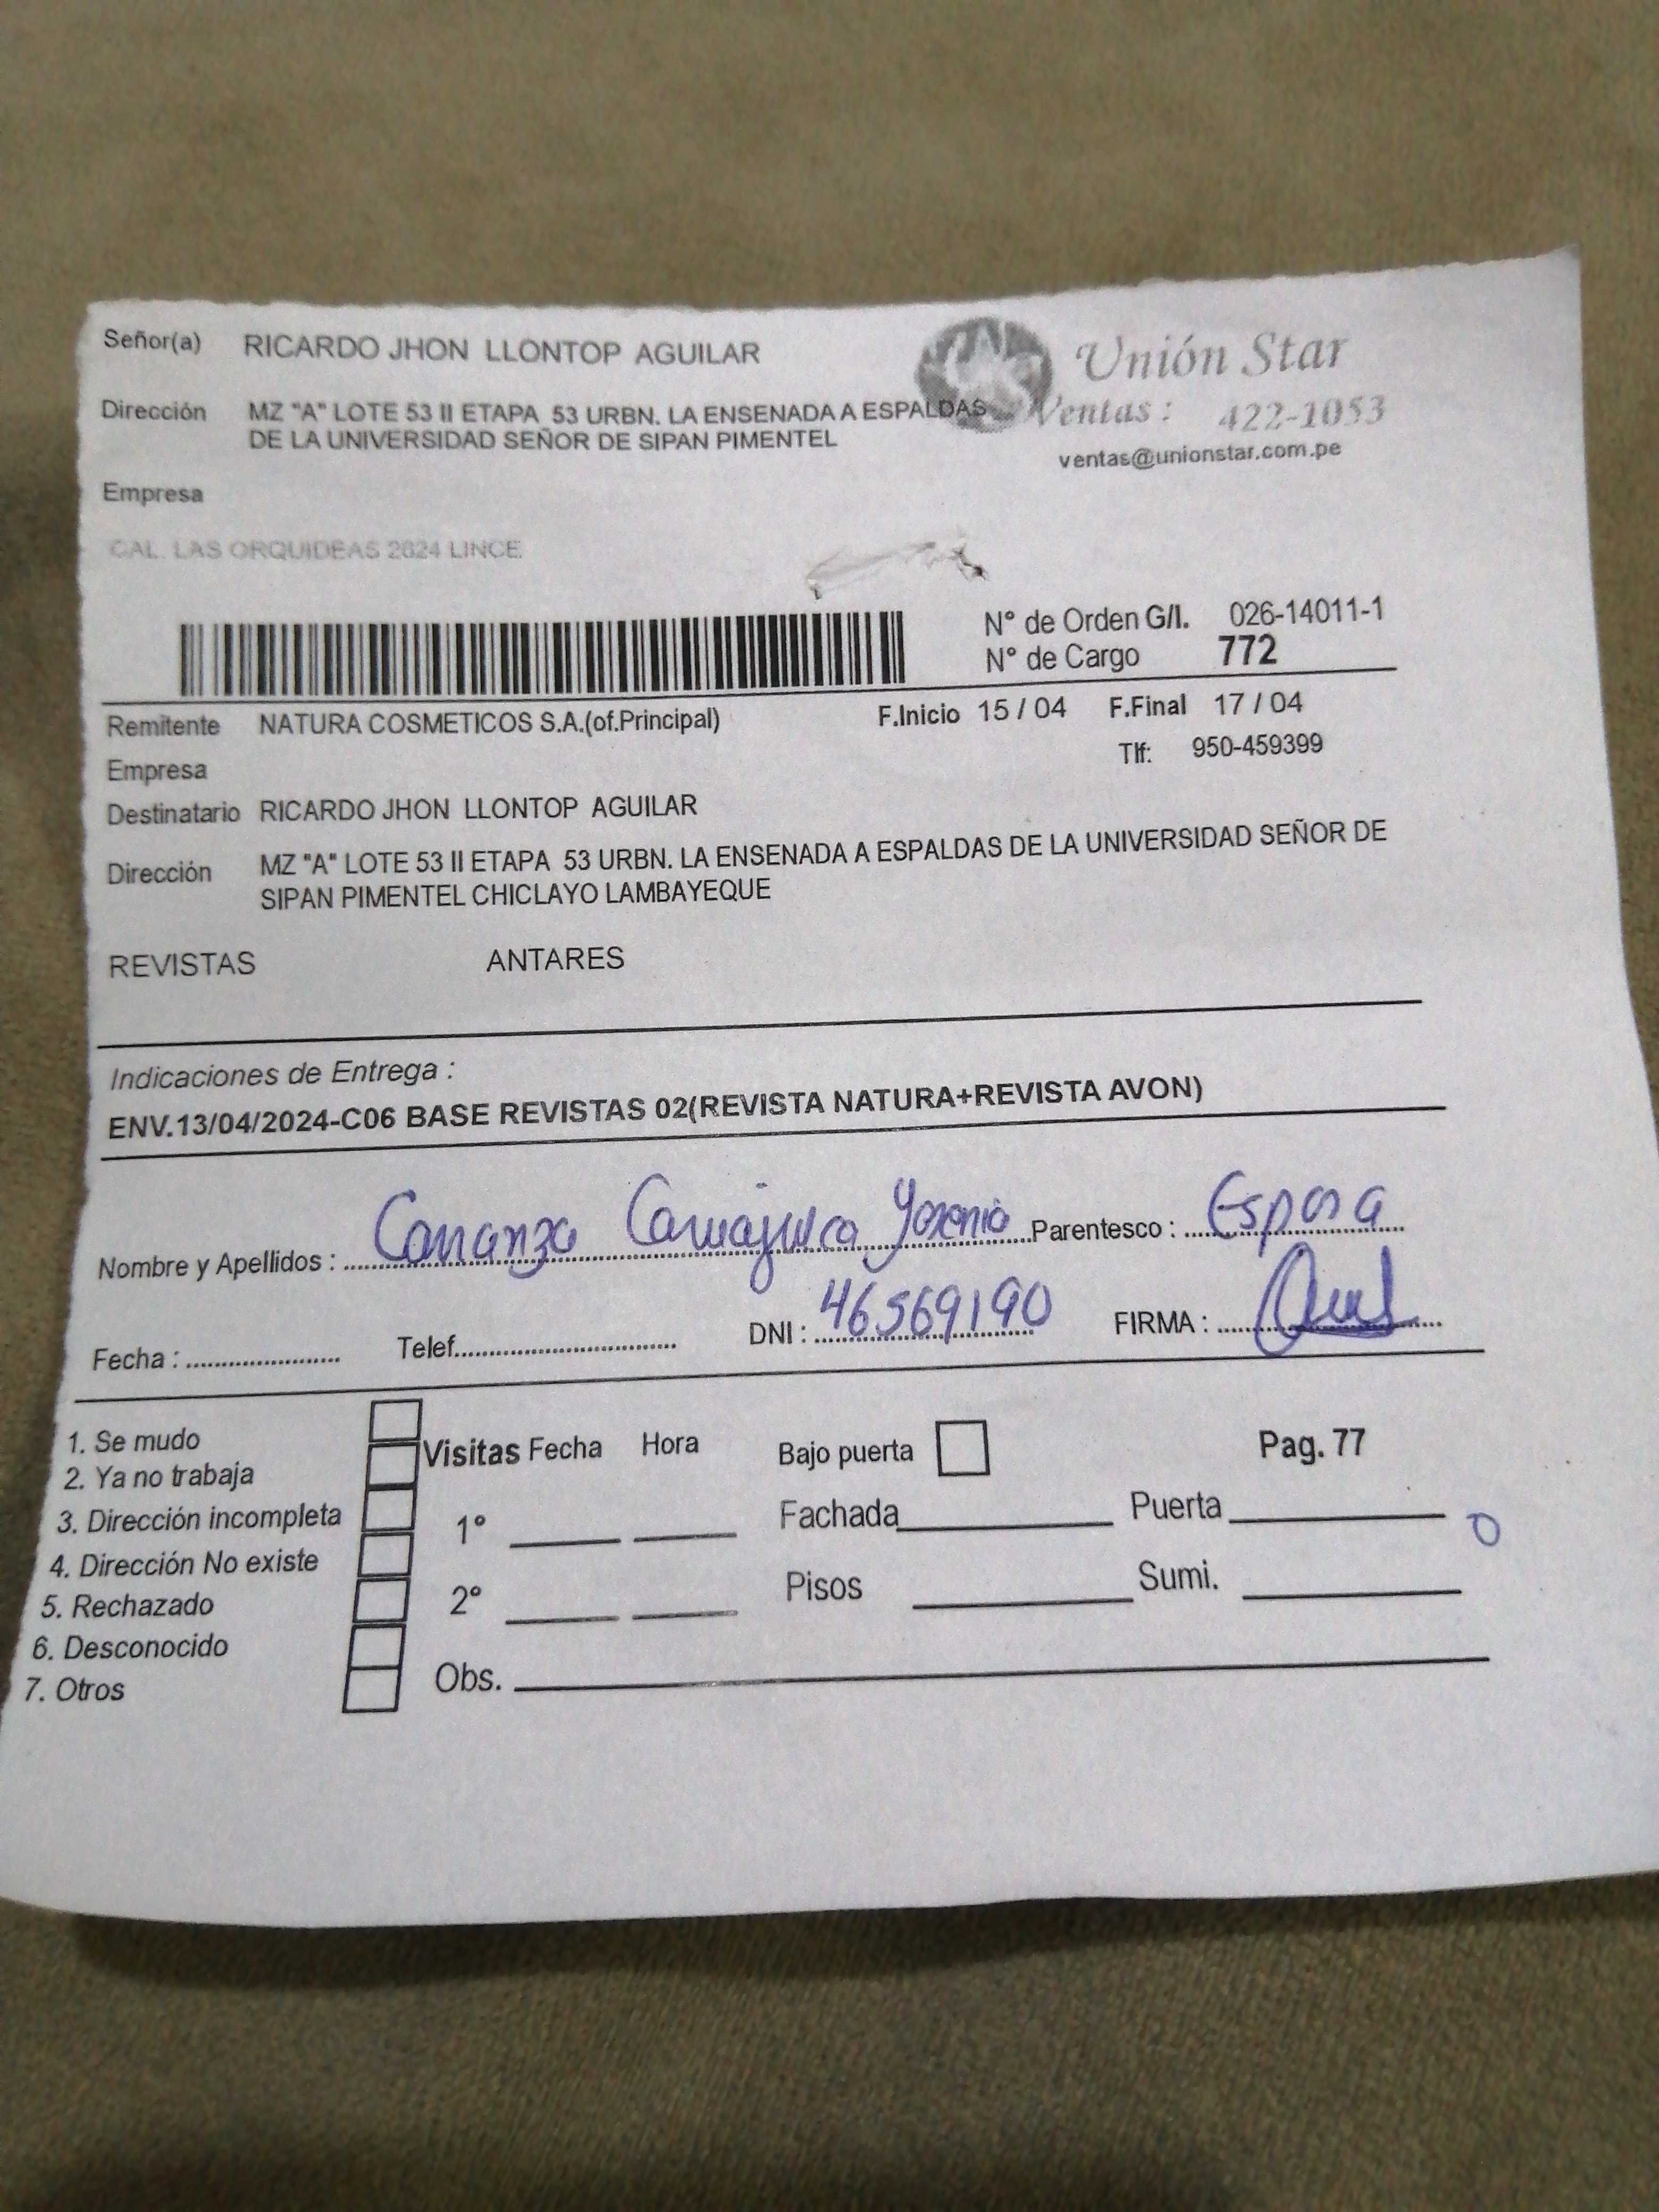 Señor(a) RICARDO JHON LLONTOP AGUILAR
Unión Star
Dirección MZ "A" LOTE 53 II ETAPA 53 URBN. LA ENSENADA A ESPALDAS
DE LA UNIVERSIDAD SEÑOR DE SIPAN PIMENTEL
Ventas : 422-1053
ventas@unionstar.com.pe
Empresa
CAL. LAS ORQUIDEAS 2624 LINCE
N° de Orden G/I. 026-14011-1
N° de Cargo 772
Remitente NATURA COSMETICOS S.A.(of.Principal) F.Inicio 15 / 04 F.Final 17 / 04
Tlf: 950-459399
Empresa
Destinatario RICARDO JHON LLONTOP AGUILAR
Dirección MZ "A" LOTE 53 II ETAPA 53 URBN. LA ENSENADA A ESPALDAS DE LA UNIVERSIDAD SEÑOR DE
SIPAN PIMENTEL CHICLAYO LAMBAYEQUE
REVISTAS ANTARES
Indicaciones de Entrega :
ENV.13/04/2024-C06 BASE REVISTAS 02(REVISTA NATURA+REVISTA AVON)
Nombre y Apellidos : Carranza Parentesco : Esposa
Fecha : Telef. DNI : 46569190 FIRMA :
1. Se mudo
2. Ya no trabaja
3. Dirección incompleta
4. Dirección No existe
5. Rechazado
6. Desconocido
7. Otros
Visitas Fecha Hora Bajo puerta Pag. 77
1° Fachada Puerta
2° Pisos Sumi.
Obs.